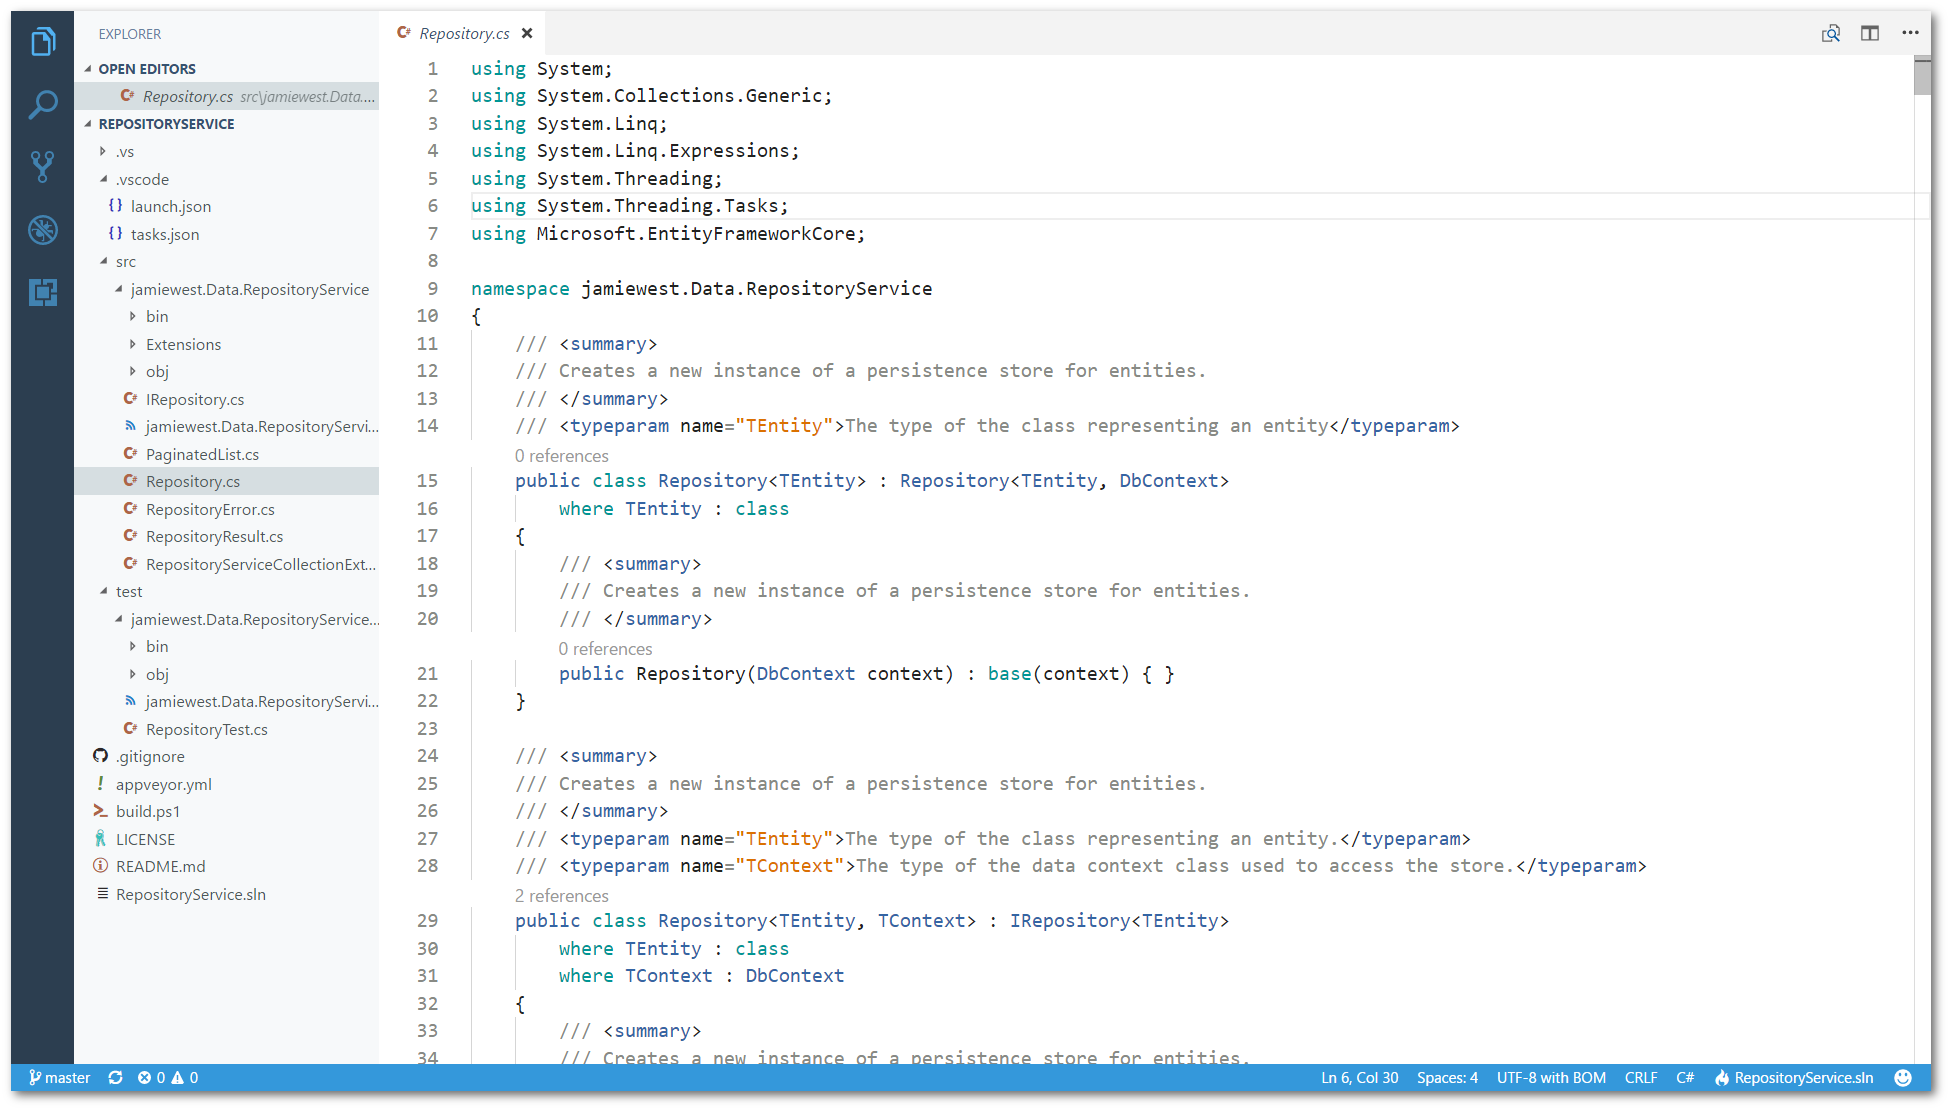 EXPLORER
OPEN EDITORS
Repository.cs src\jamiewest.Data....
REPOSITORYSERVICE
.vs
.vscode
{} launch.json
{} tasks.json
src
jamiewest.Data.RepositoryService
bin
Extensions
obj
C# IRepository.cs
jamiewest.Data.RepositoryServi...
C# PaginatedList.cs
C# Repository.cs
C# RepositoryError.cs
C# RepositoryResult.cs
C# RepositoryServiceCollectionExt...
test
jamiewest.Data.RepositoryService...
bin
obj
jamiewest.Data.RepositoryServi...
C# RepositoryTest.cs
.gitignore
! appveyor.yml
build.ps1
LICENSE
README.md
RepositoryService.sln
C# Repository.cs
1 using System;
2 using System.Collections.Generic;
3 using System.Linq;
4 using System.Linq.Expressions;
5 using System.Threading;
6 using System.Threading.Tasks;
7 using Microsoft.EntityFrameworkCore;
8
9 namespace jamiewest.Data.RepositoryService
10 {
11 /// <summary>
12 /// Creates a new instance of a persistence store for entities.
13 /// </summary>
14 /// <typeparam name="TEntity">The type of the class representing an entity</typeparam>
0 references
15 public class Repository<TEntity> : Repository<TEntity, DbContext>
16 where TEntity : class
17 {
18 /// <summary>
19 /// Creates a new instance of a persistence store for entities.
20 /// </summary>
0 references
21 public Repository(DbContext context) : base(context) { }
22 }
23
24 /// <summary>
25 /// Creates a new instance of a persistence store for entities.
26 /// </summary>
27 /// <typeparam name="TEntity">The type of the class representing an entity.</typeparam>
28 /// <typeparam name="TContext">The type of the data context class used to access the store.</typeparam>
2 references
29 public class Repository<TEntity, TContext> : IRepository<TEntity>
30 where TEntity : class
31 where TContext : DbContext
32 {
33 /// <summary>
34 /// Creates a new instance of a persistence store for entities.
master 0 0 Ln 6, Col 30 Spaces: 4 UTF-8 with BOM CRLF C# RepositoryService.sln